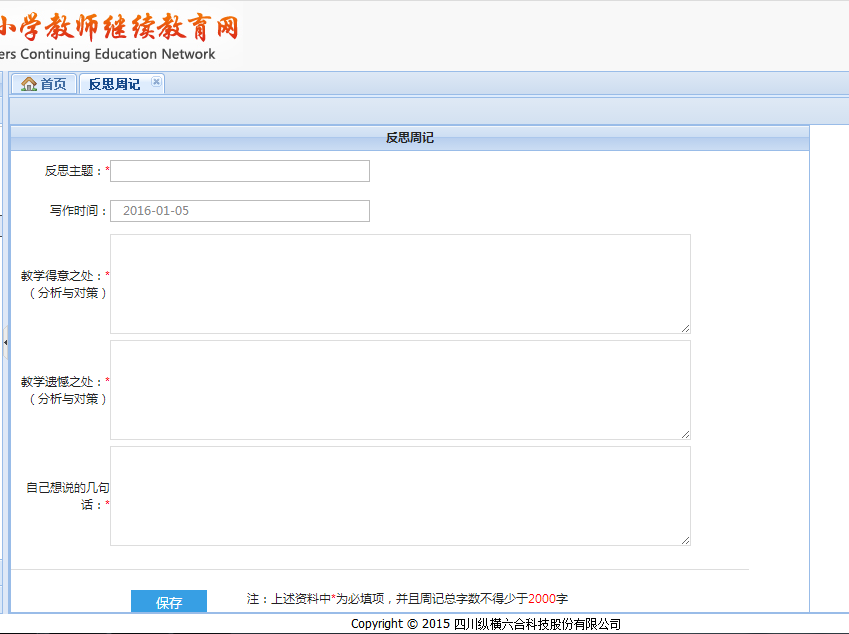 小学教师继续教育网
ers Continuing Education Network
首页
反思周记
反思周记
反思主题：*
写作时间：
2016-01-05
教学得意之处：*
（分析与对策）
教学遗憾之处：*
（分析与对策）
自己想说的几句
话：*
保存
注：上述资料中*为必填项，并且周记总字数不得少于2000字
Copyright © 2015 四川纵横六合科技股份有限公司